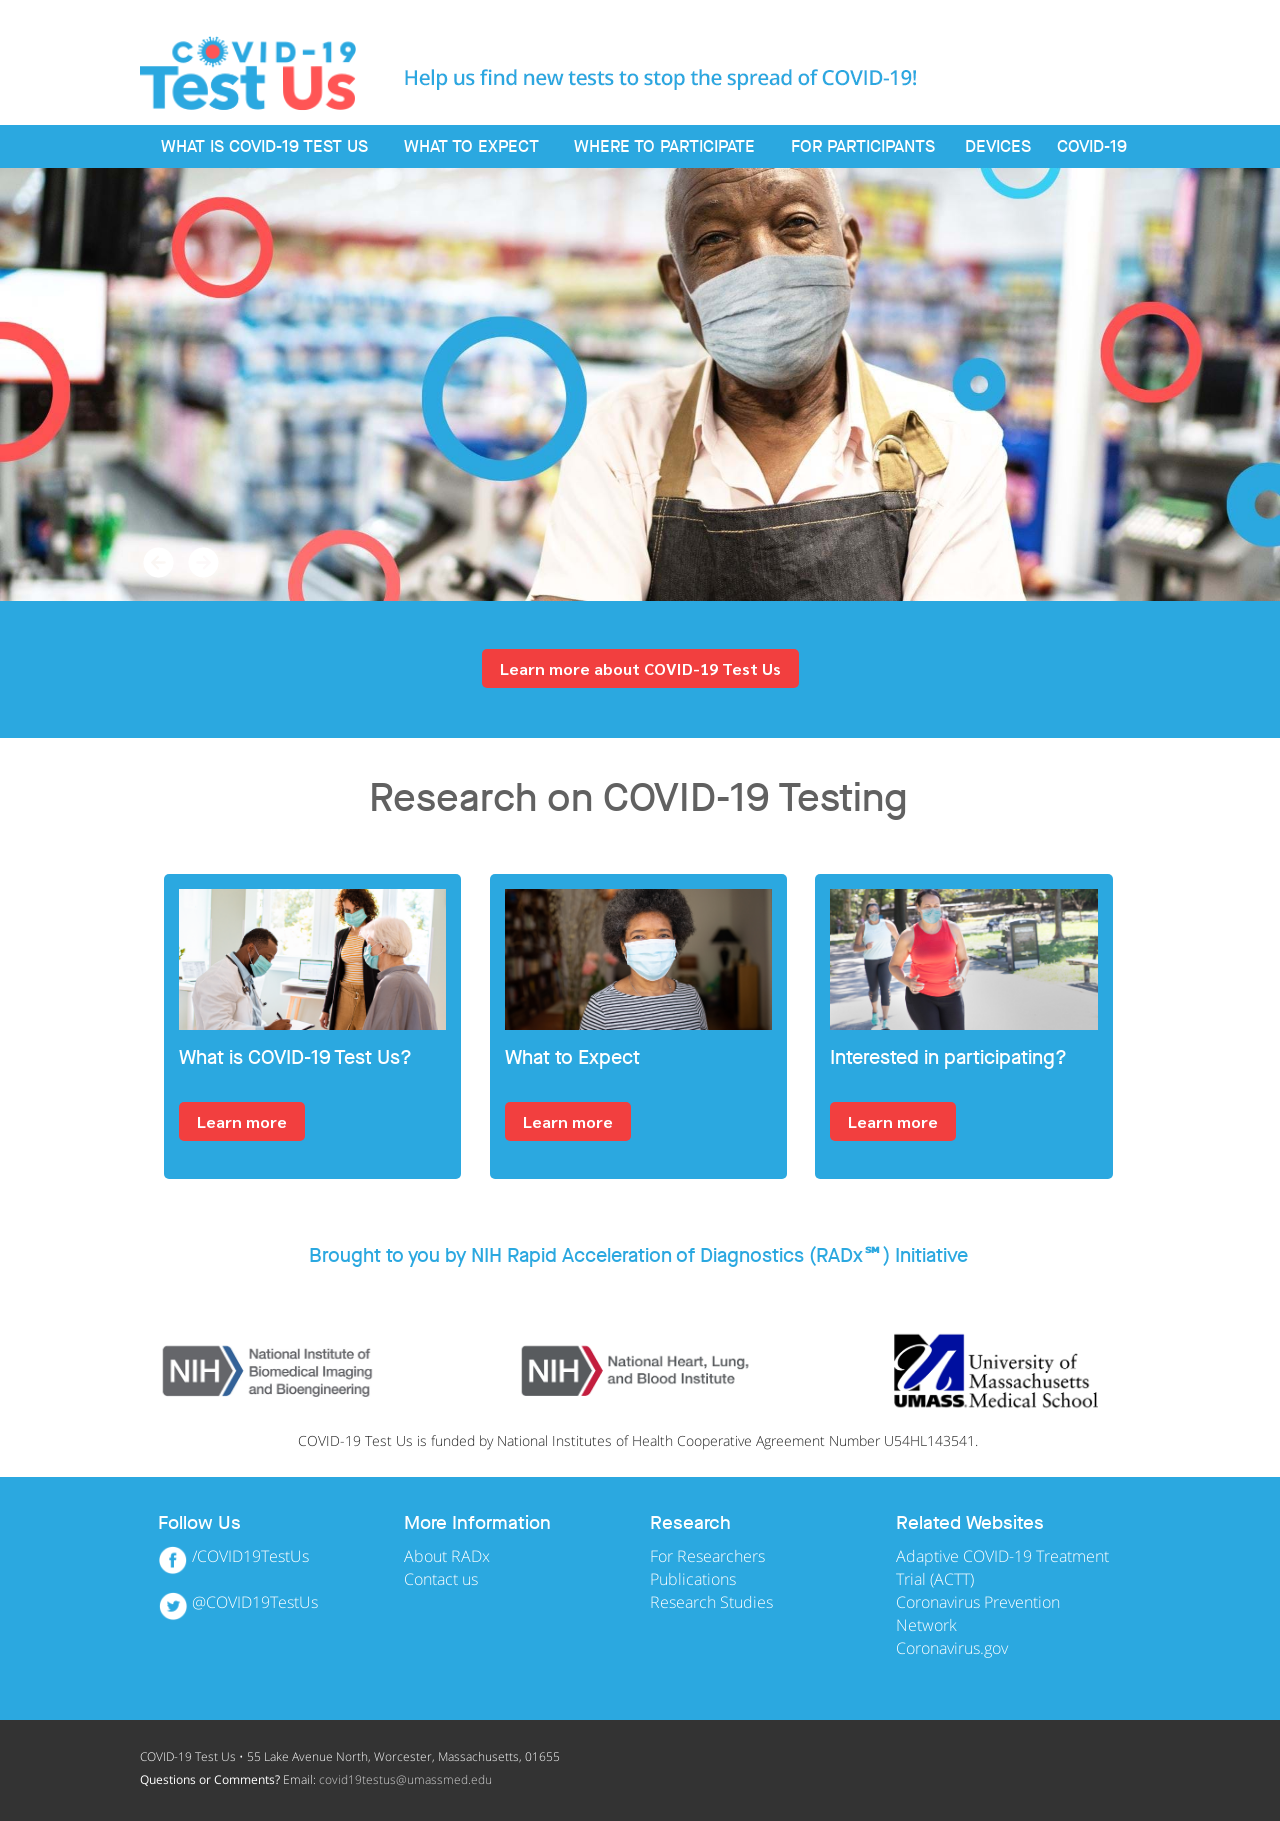 COVID-19
Test Us
Help us find new tests to stop the spread of COVID-19!
WHAT IS COVID-19 TEST US WHAT TO EXPECT WHERE TO PARTICIPATE FOR PARTICIPANTS DEVICES COVID-19
Learn more about COVID-19 Test Us
Research on COVID-19 Testing
What is COVID-19 Test Us?
Learn more
What to Expect
Learn more
Interested in participating?
Learn more
Brought to you by NIH Rapid Acceleration of Diagnostics (RADx℠) Initiative
NIH National Institute of
Biomedical Imaging
and Bioengineering
NIH National Heart, Lung,
and Blood Institute
UMASS. University of
Massachusetts
Medical School
COVID-19 Test Us is funded by National Institutes of Health Cooperative Agreement Number U54HL143541.
Follow Us
/COVID19TestUs
@COVID19TestUs
More Information
About RADx
Contact us
Research
For Researchers
Publications
Research Studies
Related Websites
Adaptive COVID-19 Treatment
Trial (ACTT)
Coronavirus Prevention
Network
Coronavirus.gov
COVID-19 Test Us • 55 Lake Avenue North, Worcester, Massachusetts, 01655
Questions or Comments? Email: covid19testus@umassmed.edu